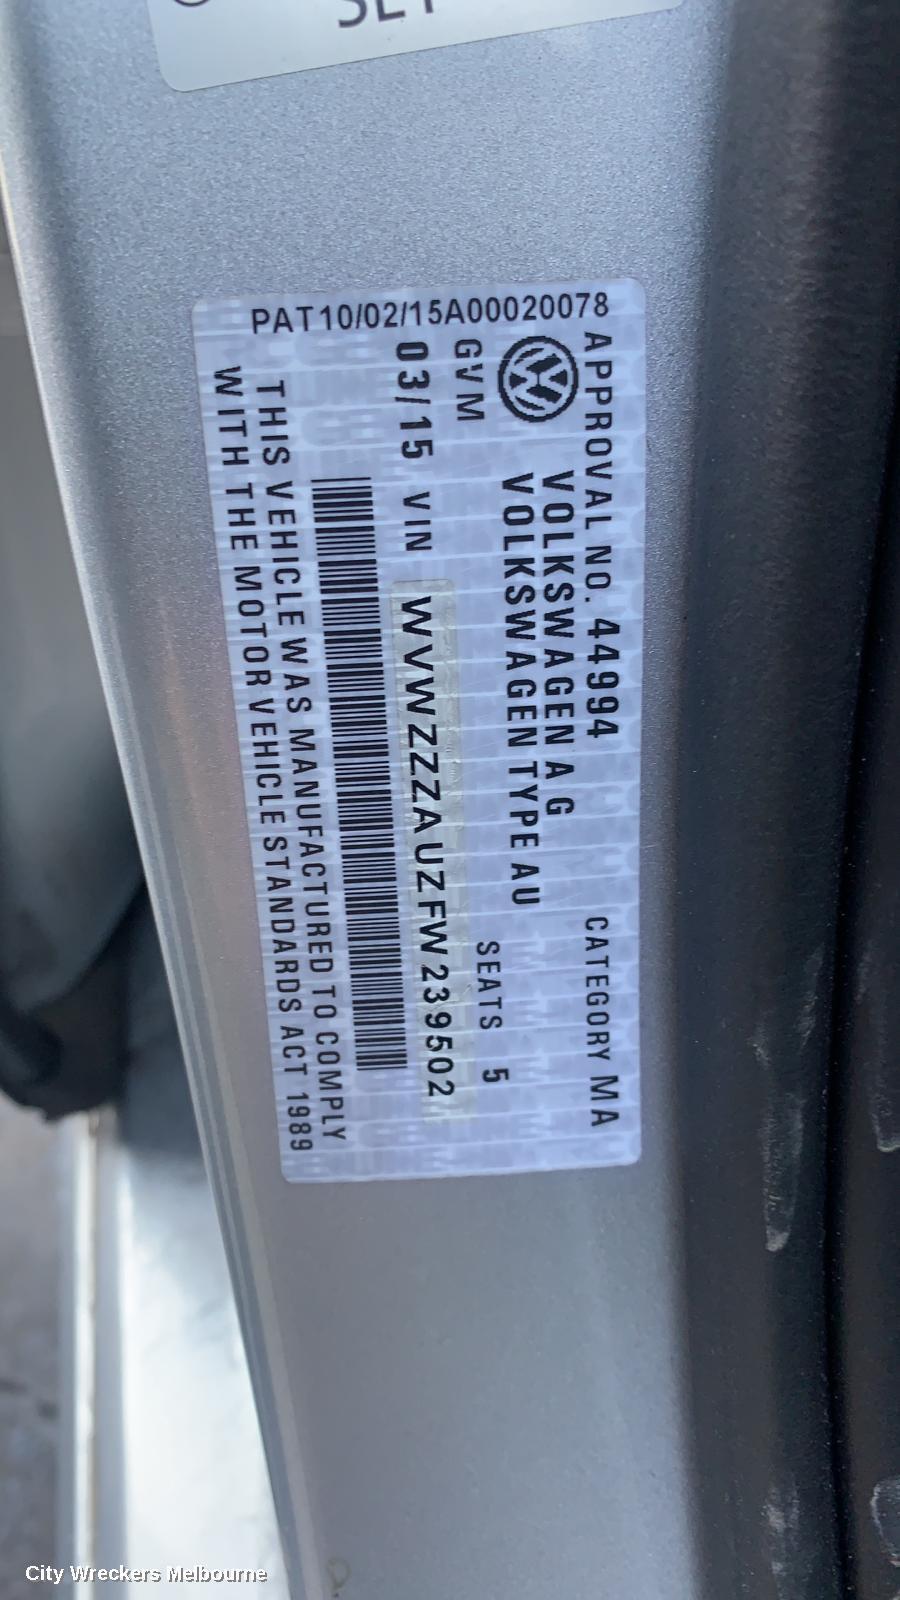 PAT10/02/15A00020078
APPROVAL NO. 44994 CATEGORY MA
VOLKSWAGEN A G
VOLKSWAGEN TYPE AU
GVM SEATS 5
03/15 VIN WVWZZZAUZFW239502
THIS VEHICLE WAS MANUFACTURED TO COMPLY
WITH THE MOTOR VEHICLE STANDARDS ACT 1989
City Wreckers Melbourne